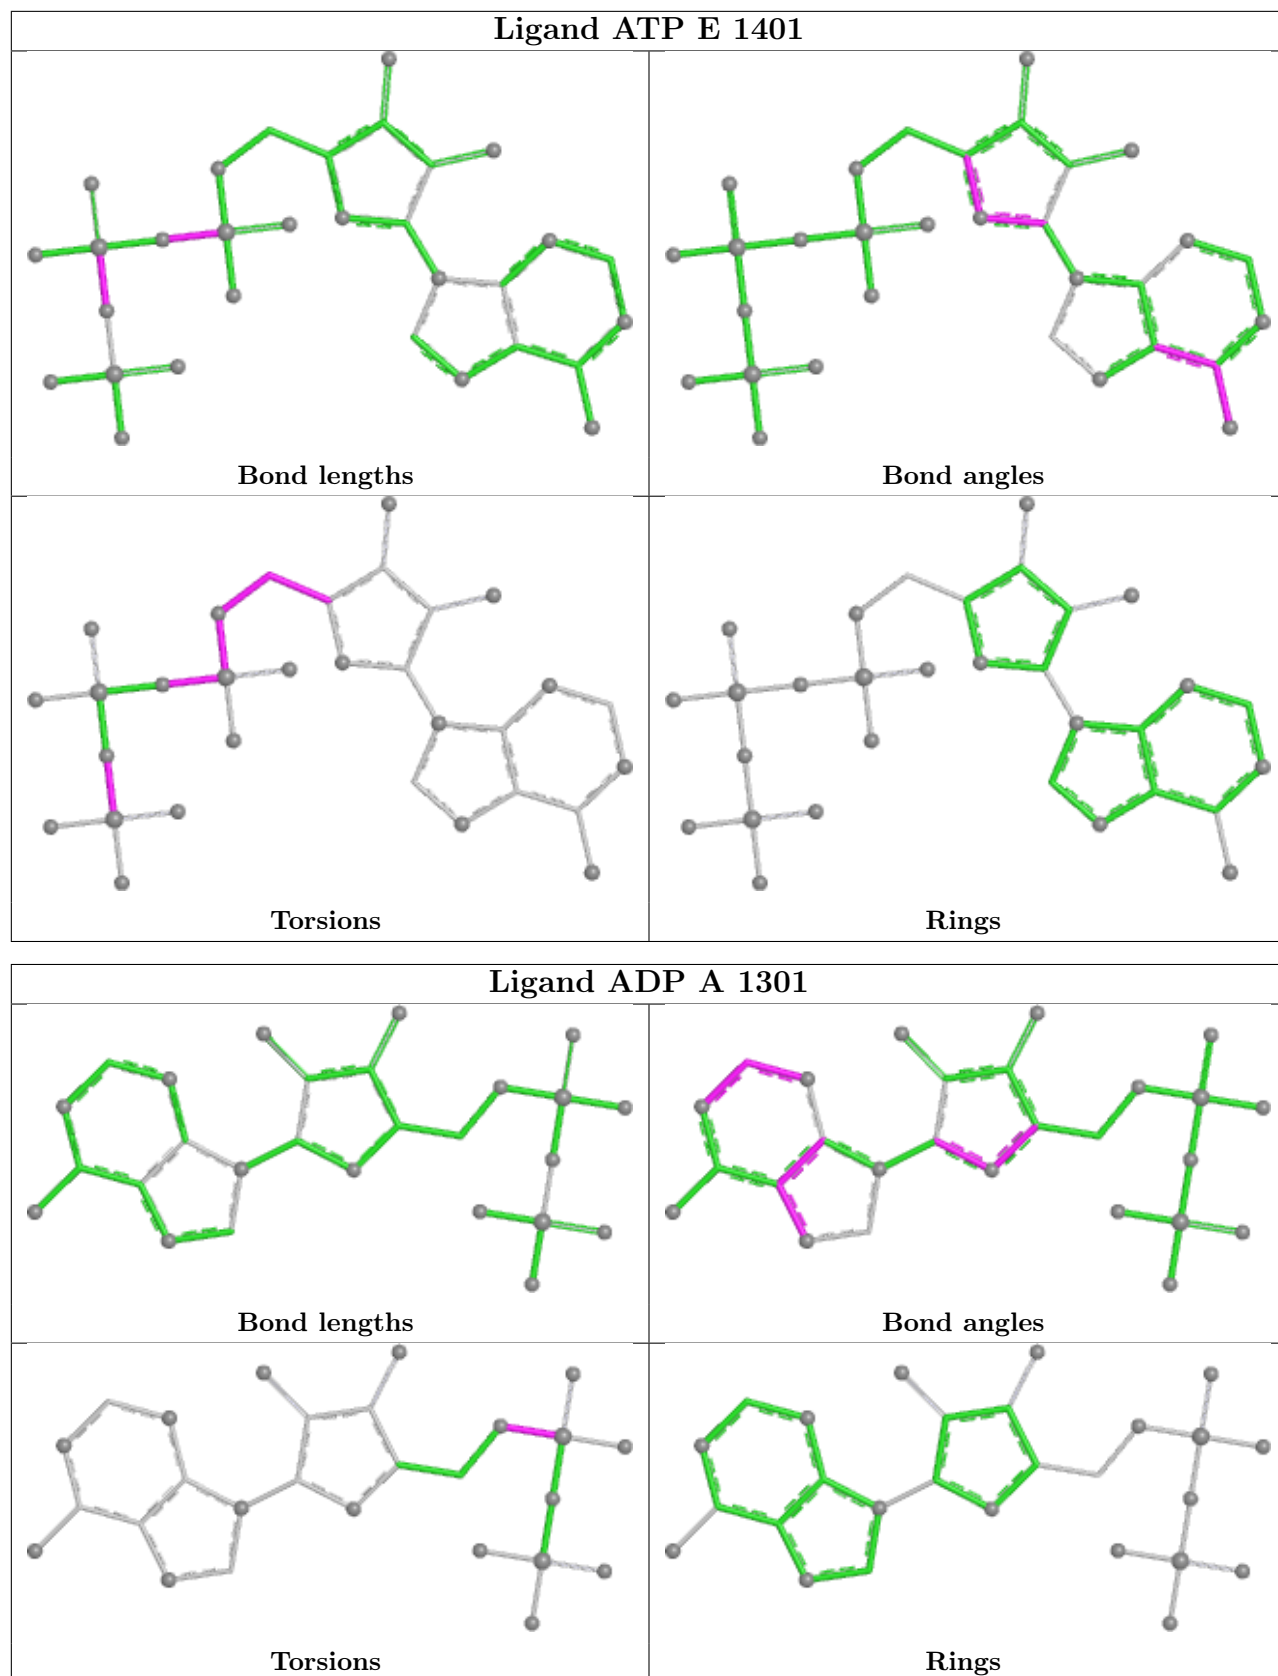 Ligand ATP E 1401
Bond lengths
Bond angles
Torsions
Rings
Ligand ADP A 1301
Bond lengths
Bond angles
Torsions
Rings